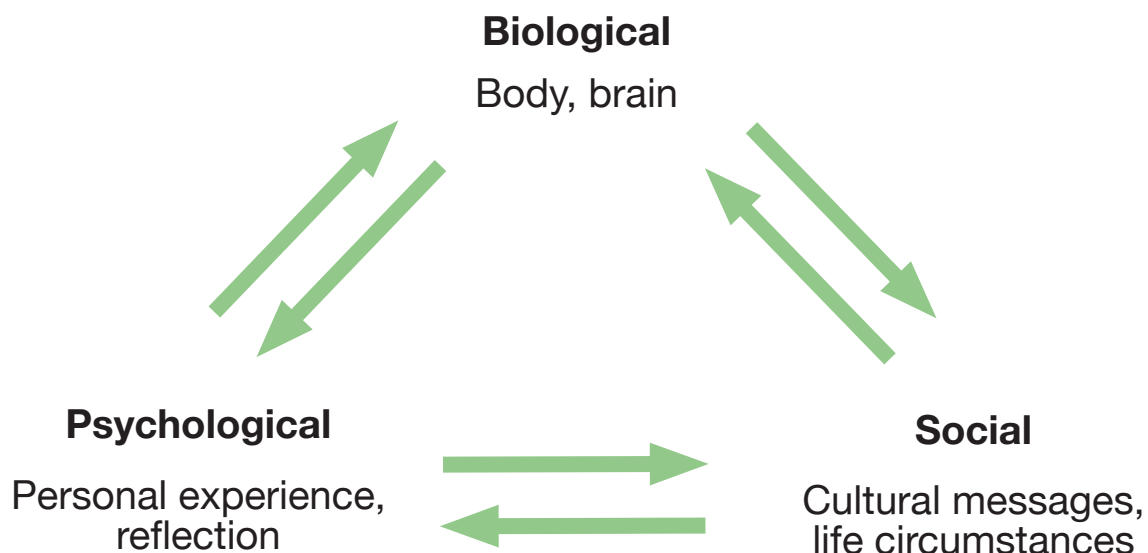 Biological
Body, brain
Psychological
Personal experience,
reflection
Social
Cultural messages,
life circumstances